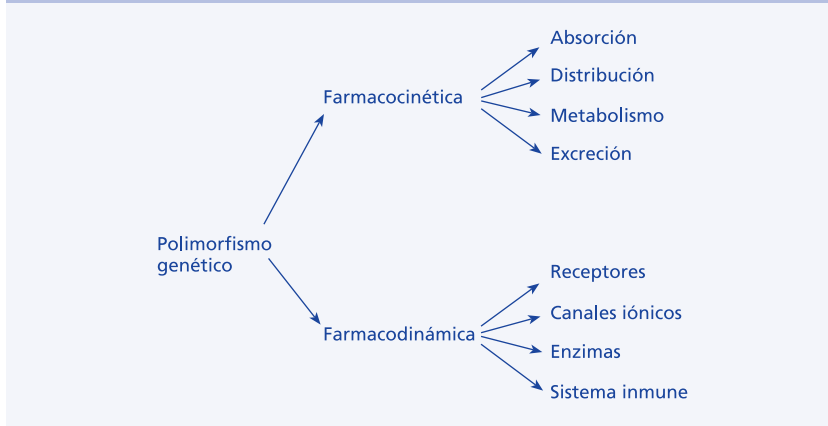 Absorción
Distribución
Farmacocinética
Metabolismo
Excreción
Polimorfismo
genético
Receptores
Canales iónicos
Farmacodinámica
Enzimas
Sistema inmune